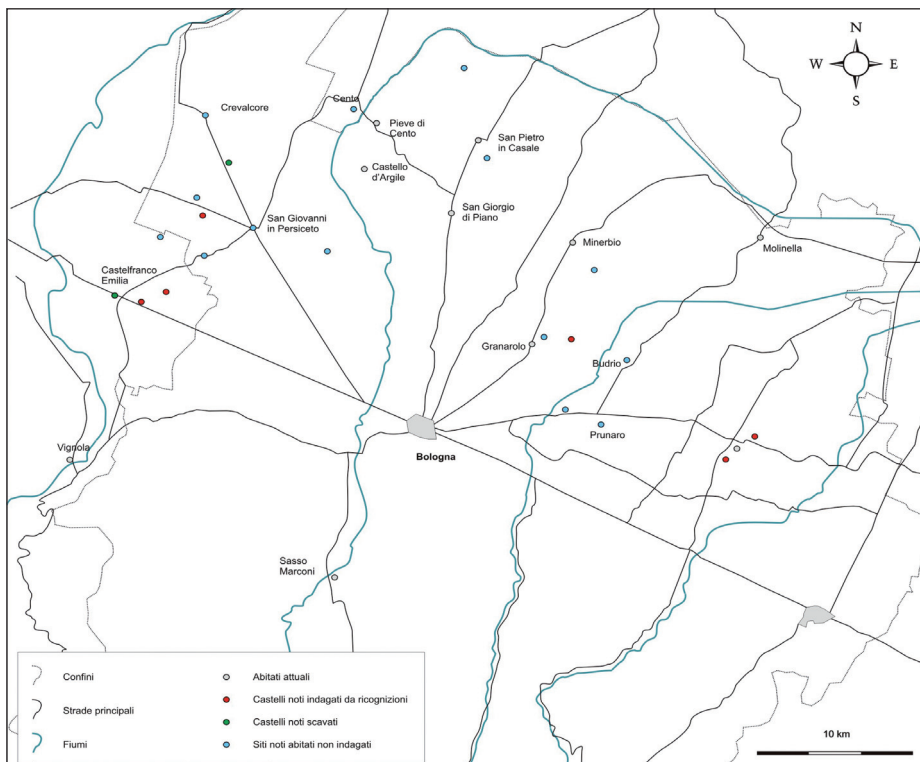 N
W E
S
Crevalcore
Cento
Pieve di
Cento
San Pietro
in Casale
Castello
d'Argile
San Giovanni
in Persiceto
San Giorgio
di Piano
Minerbio
Molinella
Castelfranco
Emilia
Granarolo
Budrio
Prunaro
Vignola
Bologna
Sasso
Marconi
Confini
Strade principali
Fiumi
Abitati attuali
Castelli noti indagati da ricognizioni
Castelli noti scavati
Siti noti abitati non indagati
10 km